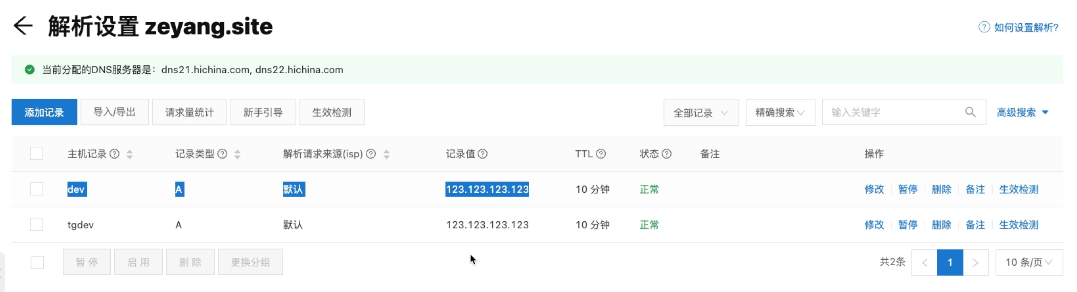 解析设置 zeyang.site
如何设置解析?
当前分配的DNS服务器是：dns21.hichina.com, dns22.hichina.com
添加记录 导入/导出 请求量统计 新手引导 生效检测 全部记录 精确搜索 输入关键字 高级搜索
主机记录 记录类型 解析请求来源(isp) 记录值 TTL 状态 备注 操作
dev A 默认 123.123.123.123 10 分钟 正常 修改 暂停 删除 备注 生效检测
tgdev A 默认 123.123.123.123 10 分钟 正常 修改 暂停 删除 备注 生效检测
暂停 启用 删除 更换分组 共2条 1 10 条/页